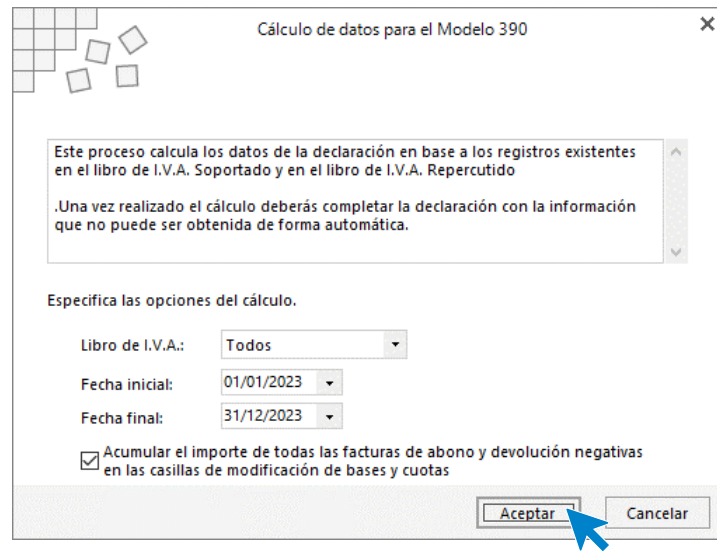 Cálculo de datos para el Modelo 390
Este proceso calcula los datos de la declaración en base a los registros existentes
en el libro de I.V.A. Soportado y en el libro de I.V.A. Repercutido
.Una vez realizado el cálculo deberás completar la declaración con la información
que no puede ser obtenida de forma automática.
Especifica las opciones del cálculo.
Libro de I.V.A.: Todos
Fecha inicial: 01/01/2023
Fecha final: 31/12/2023
Acumular el importe de todas las facturas de abono y devolución negativas
en las casillas de modificación de bases y cuotas
Aceptar Cancelar